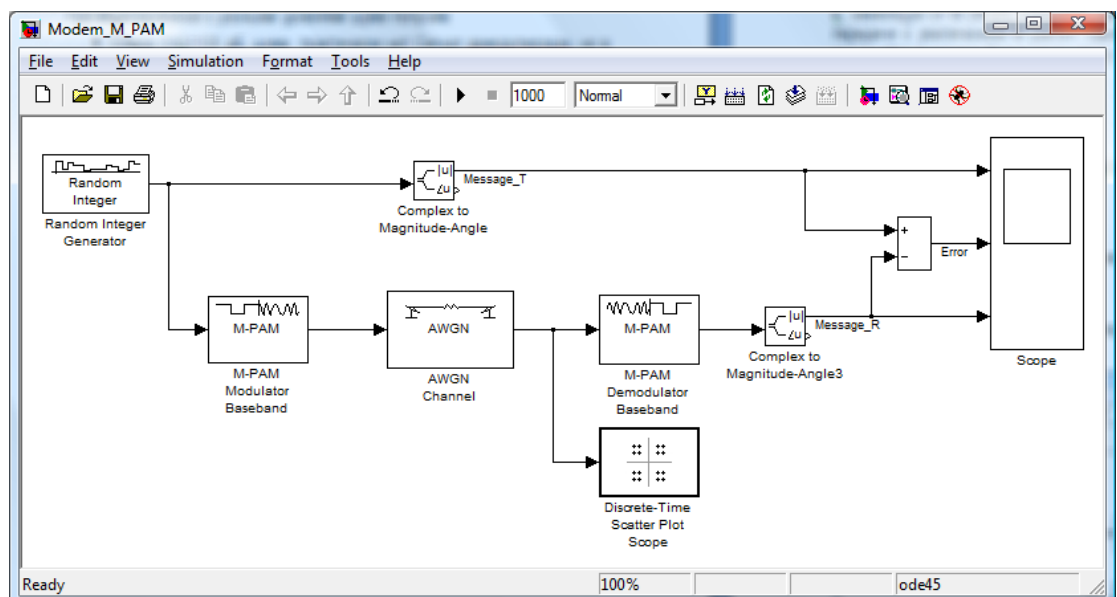 Modem_M_PAM
File Edit View Simulation Format Tools Help
1000 Normal
Random
Integer
Random Integer
Generator
|u|
∠u
Message_T
Complex to
Magnitude-Angle
+
−
Error
Scope
M-PAM
M-PAM
Modulator
Baseband
AWGN
AWGN
Channel
M-PAM
M-PAM
Demodulator
Baseband
|u|
∠u
Message_R
Complex to
Magnitude-Angle3
Discrete-Time
Scatter Plot
Scope
Ready 100% ode45